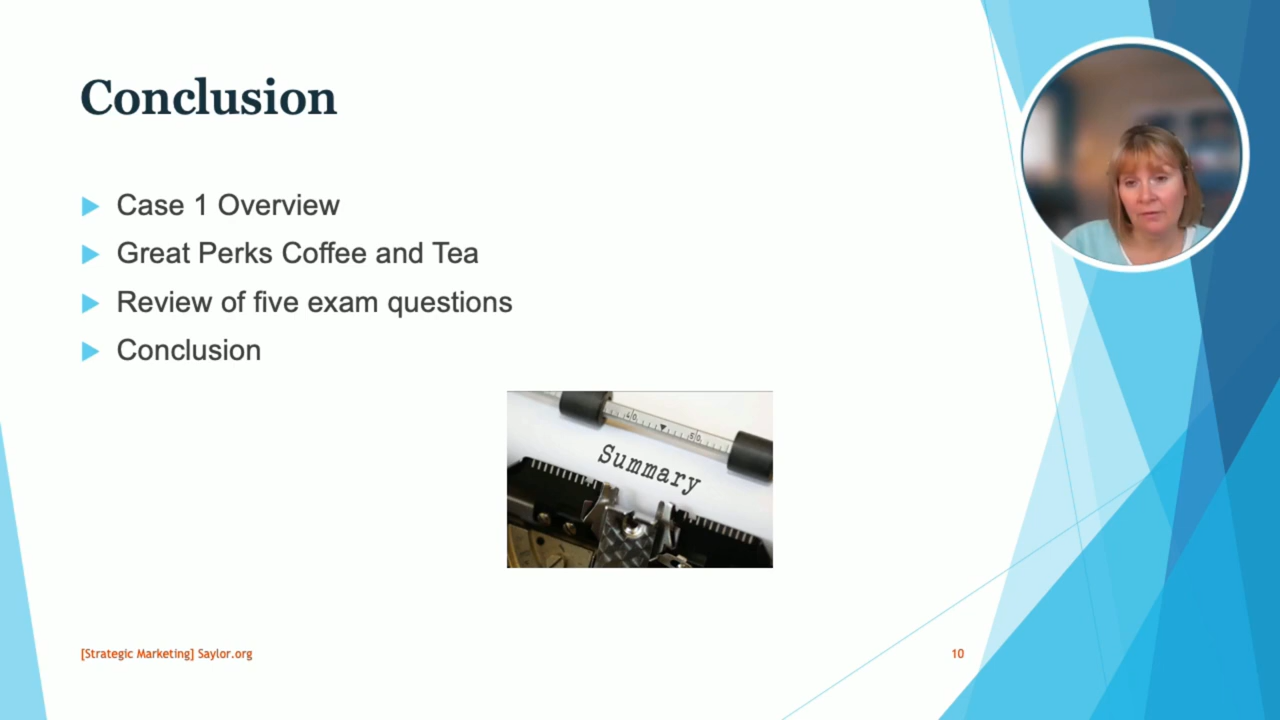 Conclusion
Case 1 Overview
Great Perks Coffee and Tea
Review of five exam questions
Conclusion
Summary
[Strategic Marketing] Saylor.org
10